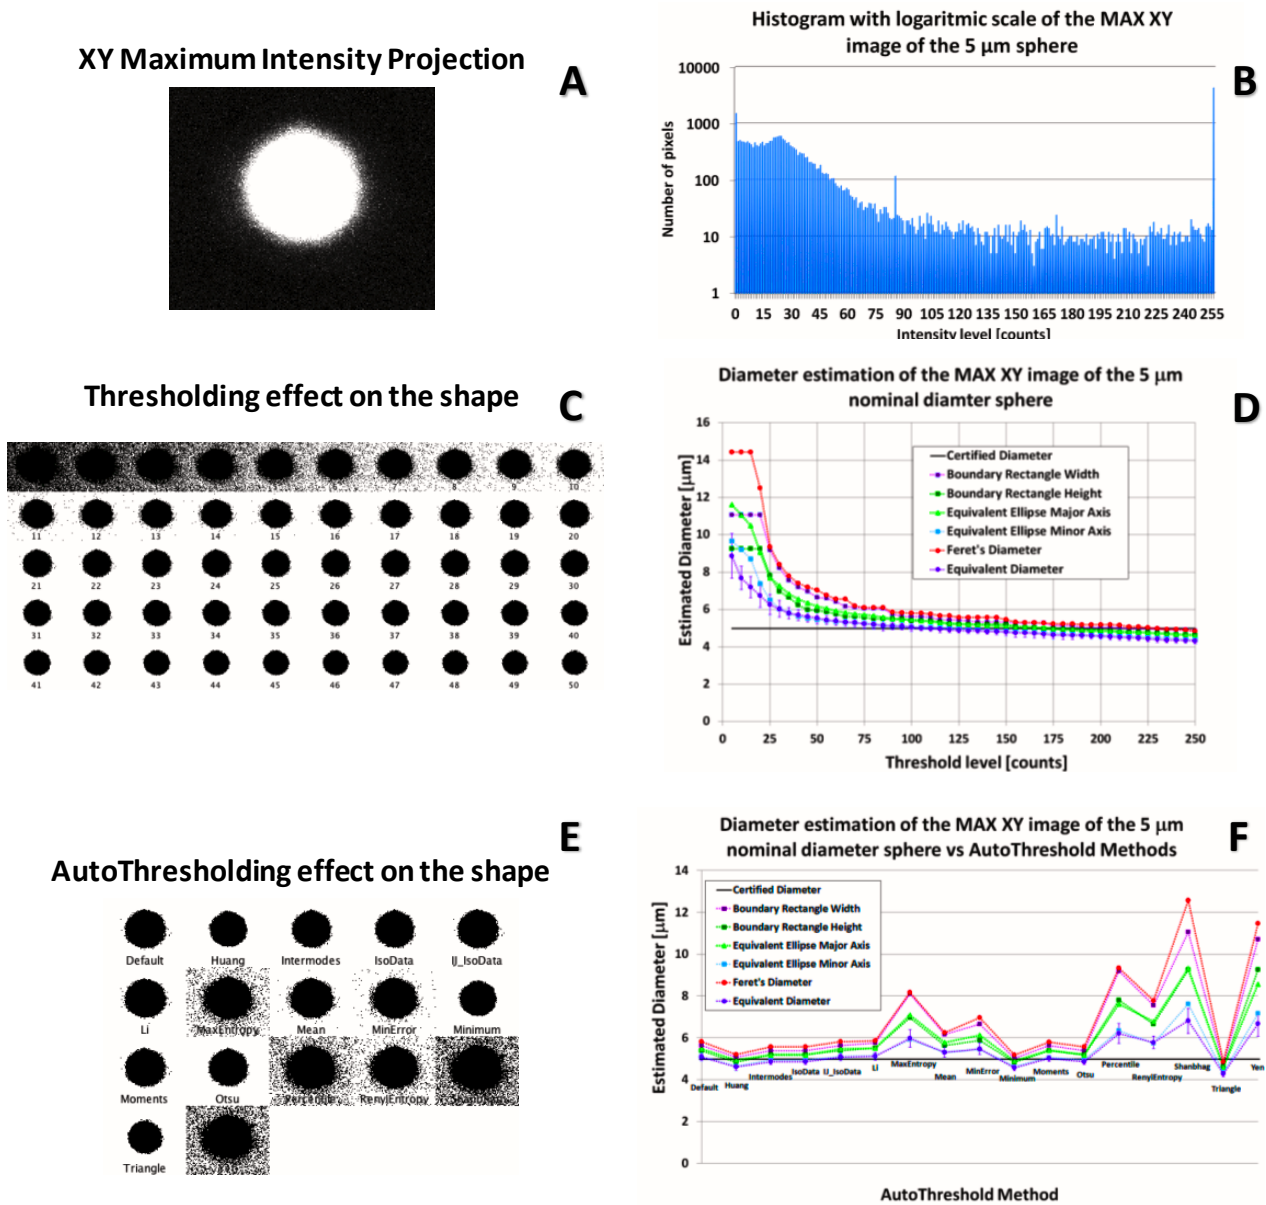 XY Maximum Intensity Projection
A
Histogram with logaritmic scale of the MAX XY
image of the 5 µm sphere
B
Number of pixels
10000
1000
100
10
1
0 15 30 45 60 75 90 105 120 135 150 165 180 195 210 225 240 255
Intensity level [counts]
Thresholding effect on the shape
C
8 9 10
11 12 13 14 15 16 17 18 19 20
21 22 23 24 25 26 27 28 29 30
31 32 33 34 35 36 37 38 39 40
41 42 43 44 45 46 47 48 49 50
Diameter estimation of the MAX XY image of the 5 µm
nominal diamter sphere
D
Estimated Diameter [µm]
16
14
12
10
8
6
4
2
0
Certified Diameter
Boundary Rectangle Width
Boundary Rectangle Height
Equivalent Ellipse Major Axis
Equivalent Ellipse Minor Axis
Feret's Diameter
Equivalent Diameter
0 25 50 75 100 125 150 175 200 225 250
Threshold level [counts]
E
AutoThresholding effect on the shape
Default Huang Intermodes IsoData IJ_IsoData
Li MaxEntropy Mean MinError Minimum
Moments Otsu Percentile RenyiEntropy
Triangle
Diameter estimation of the MAX XY image of the 5 µm
nominal diameter sphere vs AutoThreshold Methods
F
Estimated Diameter [µm]
14
12
10
8
6
4
2
0
Certified Diameter
Boundary Rectangle Width
Boundary Rectangle Height
Equivalent Ellipse Major Axis
Equivalent Ellipse Minor Axis
Feret's Diameter
Equivalent Diameter
Default Huang Intermodes IsoData IJ_IsoData Li MaxEntropy Mean MinError Minimum Moments Otsu Percentile RenyiEntropy Shanbhag Triangle Yen
AutoThreshold Method